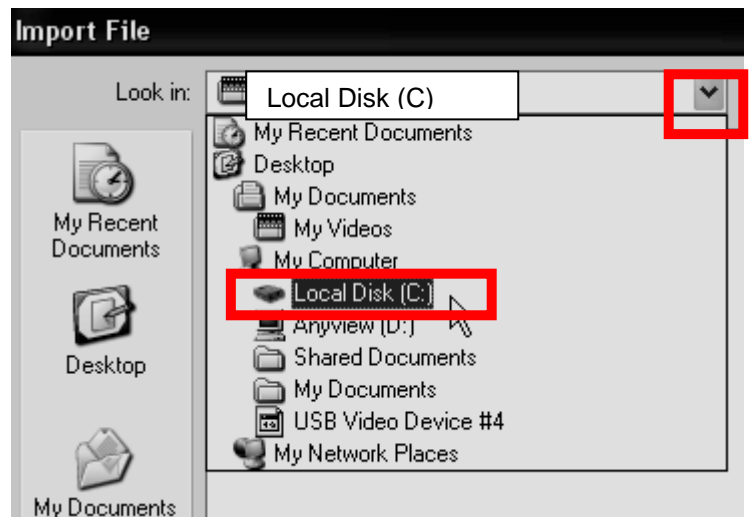 Import File
Look in:
Local Disk (C)
My Recent Documents
Desktop
My Documents
My Videos
My Computer
Local Disk (C:)
Anyview (D:)
Shared Documents
My Documents
USB Video Device #4
My Network Places
My Recent
Documents
Desktop
My Documents